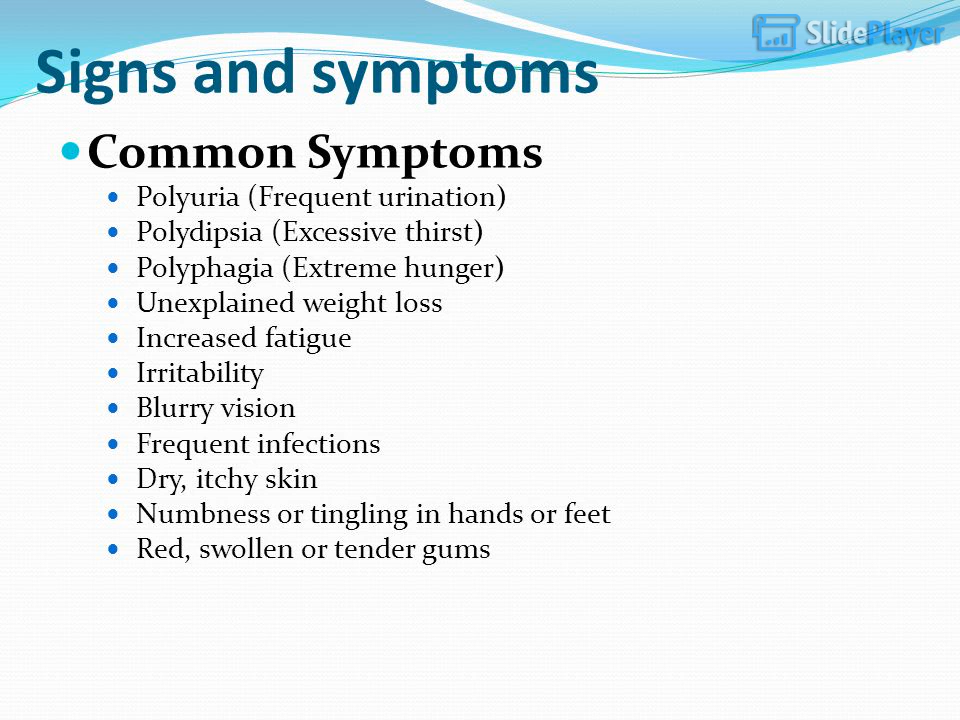 SlidePlayer
Signs and symptoms
Common Symptoms
Polyuria (Frequent urination)
Polydipsia (Excessive thirst)
Polyphagia (Extreme hunger)
Unexplained weight loss
Increased fatigue
Irritability
Blurry vision
Frequent infections
Dry, itchy skin
Numbness or tingling in hands or feet
Red, swollen or tender gums